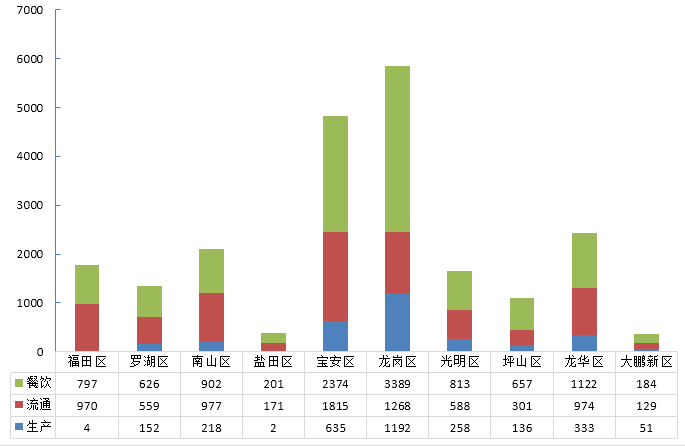 7000
6000
5000
4000
3000
2000
1000
0
福田区 罗湖区 南山区 盐田区 宝安区 龙岗区 光明区 坪山区 龙华区 大鹏新区
餐饮 797 626 902 201 2374 3389 813 657 1122 184
流通 970 559 977 171 1815 1268 588 301 974 129
生产 4 152 218 2 635 1192 258 136 333 51